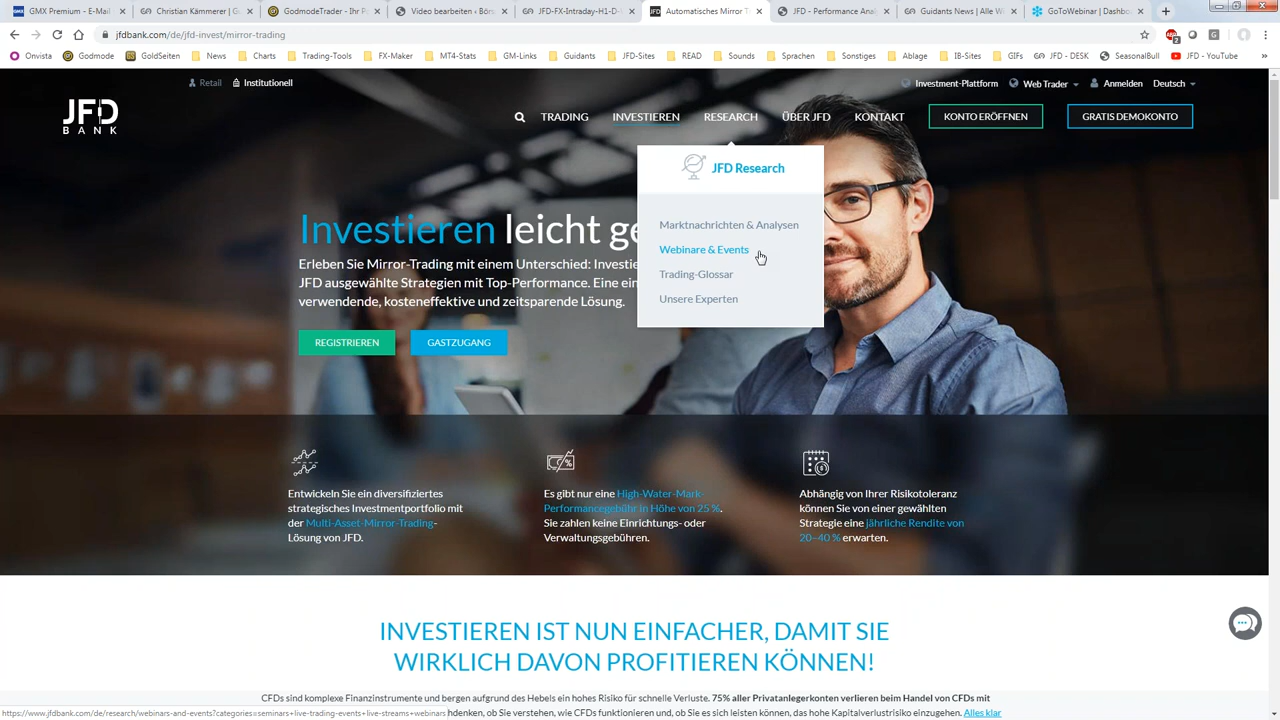 GMX Premium - E-Mail
Christian Kämmerer | G
GodmodeTrader - Ihr P
Video bearbeiten ‹ Börs
JFD-FX-Intraday-H1-D-V
Automatisches Mirror T
JFD - Performance Anal
Guidants News | Alle W
GoToWebinar | Dashbo
jfdbank.com/de/jfd-invest/mirror-trading
Onvista
Godmode
GoldSeiten
News
Charts
Trading-Tools
FX-Maker
MT4-Stats
GM-Links
Guidants
JFD-Sites
READ
Sounds
Sprachen
Sonstiges
Ablage
IB-Sites
GIFs
JFD - DESK
SeasonalBull
JFD - YouTube
Retail
Institutionell
Investment-Plattform
Web Trader
Anmelden
Deutsch
JFD
BANK
TRADING
INVESTIEREN
RESEARCH
ÜBER JFD
KONTAKT
KONTO ERÖFFNEN
GRATIS DEMOKONTO
JFD Research
Marktnachrichten & Analysen
Webinare & Events
Trading-Glossar
Unsere Experten
Investieren leicht ge
Erleben Sie Mirror-Trading mit einem Unterschied: Investie
JFD ausgewählte Strategien mit Top-Performance. Eine ein
verwendende, kosteneffektive und zeitsparende Lösung.
REGISTRIEREN
GASTZUGANG
Entwickeln Sie ein diversifiziertes
strategisches Investmentportfolio mit
der Multi-Asset-Mirror-Trading-
Lösung von JFD.
Es gibt nur eine High-Water-Mark-
Performancegebühr in Höhe von 25 %.
Sie zahlen keine Einrichtungs- oder
Verwaltungsgebühren.
Abhängig von Ihrer Risikotoleranz
können Sie von einer gewählten
Strategie eine jährliche Rendite von
20–40 % erwarten.
INVESTIEREN IST NUN EINFACHER, DAMIT SIE
WIRKLICH DAVON PROFITIEREN KÖNNEN!
CFDs sind komplexe Finanzinstrumente und bergen aufgrund des Hebels ein hohes Risiko für schnelle Verluste. 75% aller Privatanlegerkonten verlieren beim Handel von CFDs mit
https://www.jfdbank.com/de/research/webinars-and-events?categories=seminars+live-trading-events+live-streams+webinars
hdenken, ob Sie verstehen, wie CFDs funktionieren und, ob Sie es sich leisten können, das hohe Kapitalverlustrisiko einzugehen. Alles klar